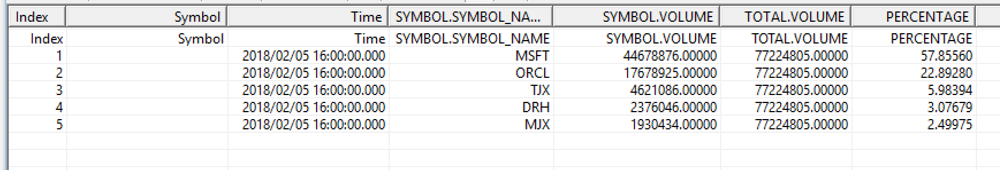 Index Symbol Time SYMBOL.SYMBOL_NA... SYMBOL.VOLUME TOTAL.VOLUME PERCENTAGE
Index Symbol Time SYMBOL.SYMBOL_NAME SYMBOL.VOLUME TOTAL.VOLUME PERCENTAGE
1 2018/02/05 16:00:00.000 MSFT 44678876.00000 77224805.00000 57.85560
2 2018/02/05 16:00:00.000 ORCL 17678925.00000 77224805.00000 22.89280
3 2018/02/05 16:00:00.000 TJX 4621086.00000 77224805.00000 5.98394
4 2018/02/05 16:00:00.000 DRH 2376046.00000 77224805.00000 3.07679
5 2018/02/05 16:00:00.000 MJX 1930434.00000 77224805.00000 2.49975